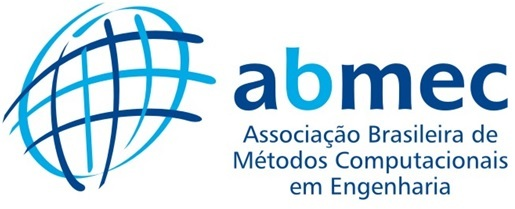 abmec
Associação Brasileira de
Métodos Computacionais
em Engenharia